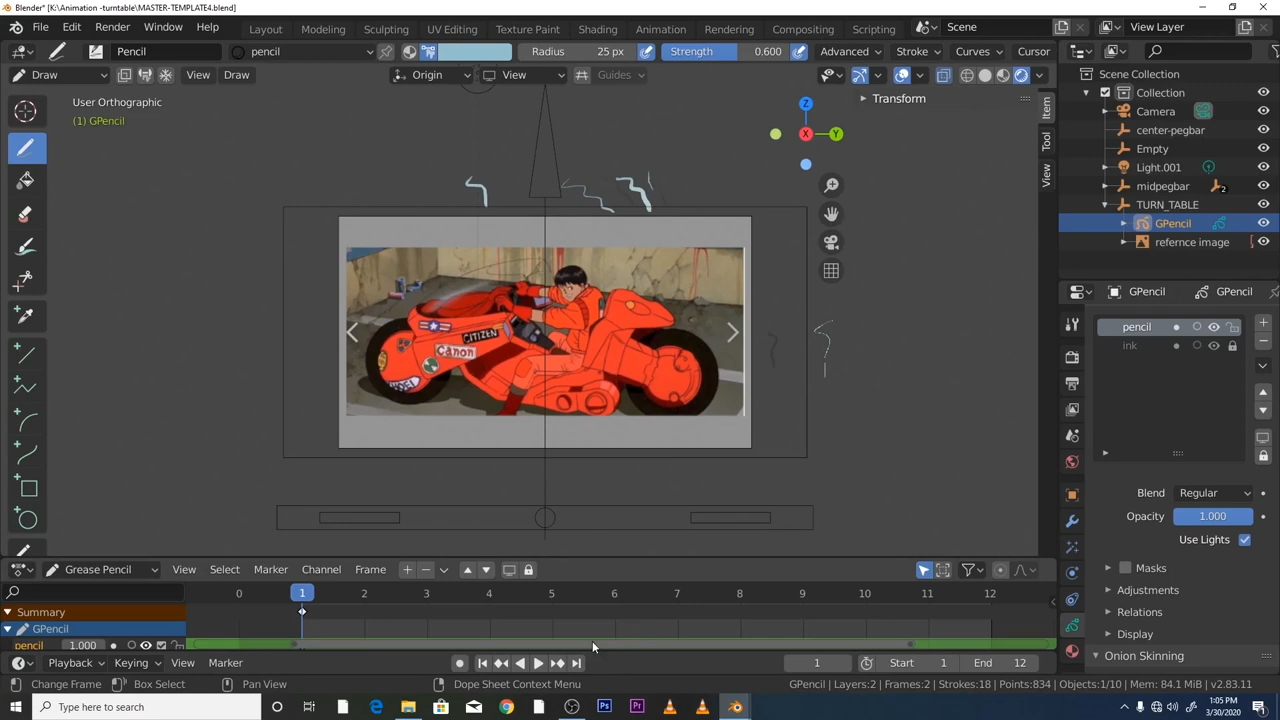 Blender* [K:\Animation -turntable\MASTER-TEMPLATE4.blend]
File Edit Render Window Help Layout Modeling Sculpting UV Editing Texture Paint Shading Animation Rendering Compositing Scripting Scene View Layer
Pencil pencil Radius 25 px Strength 0.600 Advanced Stroke Curves Cursor
Draw View Draw Origin View Guides
User Orthographic
(1) GPencil
Transform
Item
Tool
View
Z
X
Y
CITIZEN
Canon
Scene Collection
Collection
Camera
center-pegbar
Empty
Light.001
midpegbar 2
TURN_TABLE
GPencil
refernce image
GPencil GPencil
pencil
ink
Blend Regular
Opacity 1.000
Use Lights
Masks
Adjustments
Relations
Display
Onion Skinning
Grease Pencil View Select Marker Channel Frame
0 1 2 3 4 5 6 7 8 9 10 11 12
Summary
GPencil
pencil 1.000
Playback Keying View Marker 1 Start 1 End 12
Change Frame Box Select Pan View Dope Sheet Context Menu GPencil | Layers:2 | Frames:2 | Strokes:18 | Points:834 | Objects:1/10 | Mem: 84.1 MiB | v2.83.11
Type here to search 1:05 PM
3/30/2020